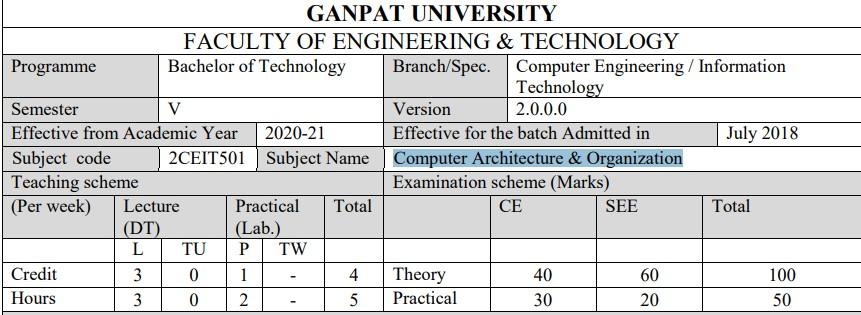 GANPAT UNIVERSITY
FACULTY OF ENGINEERING & TECHNOLOGY
Programme Bachelor of Technology Branch/Spec. Computer Engineering / Information
Technology
Semester V Version 2.0.0.0
Effective from Academic Year 2020-21 Effective for the batch Admitted in July 2018
Subject code 2CEIT501 Subject Name Computer Architecture & Organization
Teaching scheme Examination scheme (Marks)
(Per week) Lecture Practical Total CE SEE Total
(DT) (Lab.)
L TU P TW
Credit 3 0 1 - 4 Theory 40 60 100
Hours 3 0 2 - 5 Practical 30 20 50